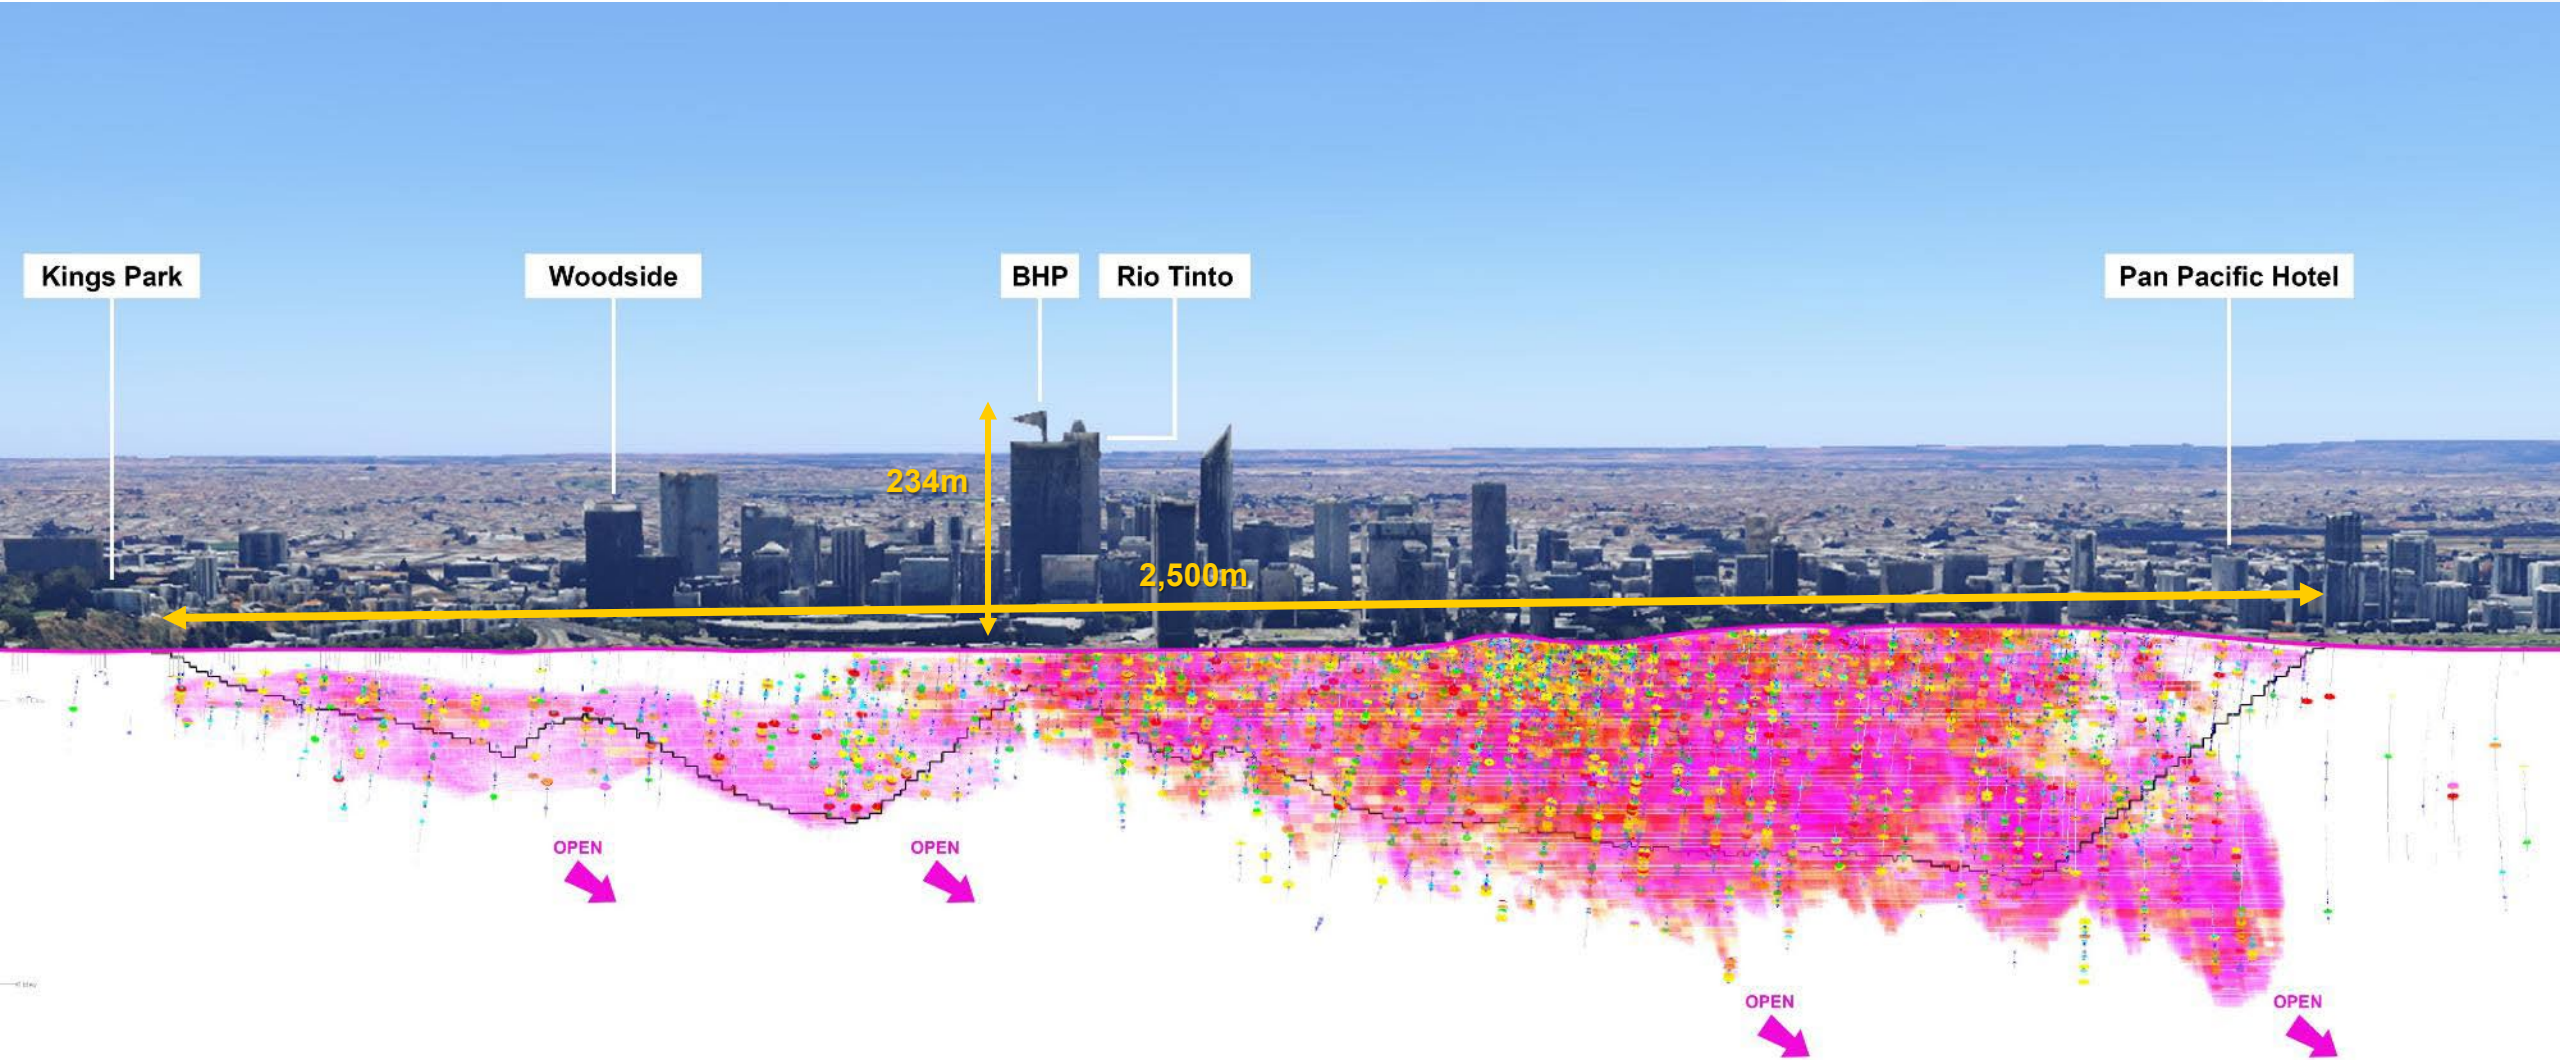 Kings Park
Woodside
BHP
Rio Tinto
Pan Pacific Hotel
234m
2,500m
OPEN
OPEN
OPEN
OPEN